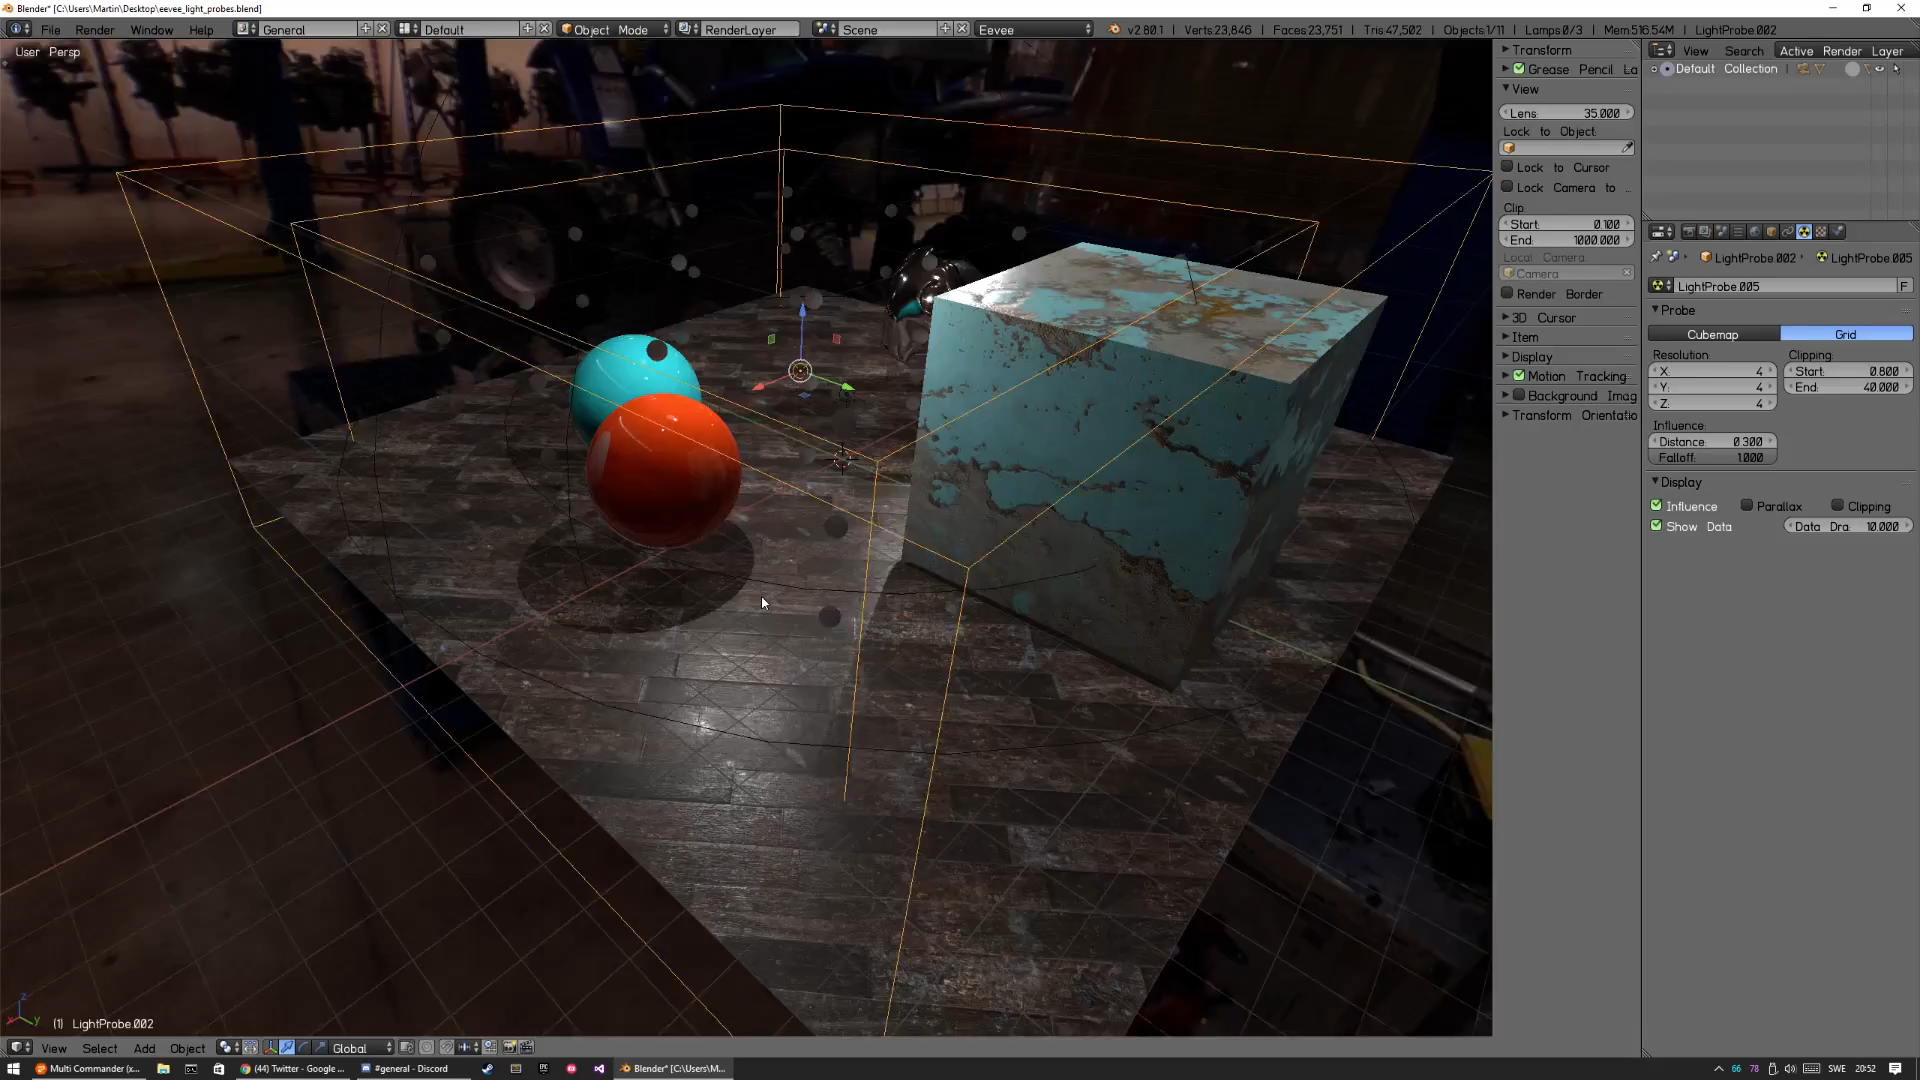 Blender* [C:\Users\Martin\Desktop\eevee_light_probes.blend]
File Render Window Help General Default Object Mode RenderLayer Scene Eevee v2.80.1 | Verts:23,846 | Faces:23,751 | Tris:47,502 | Objects:1/11 | Lamps:0/3 | Mem:516.54M | LightProbe.002
User Persp
Transform
Grease Pencil La
View
Lens: 35.000
Lock to Object:
Lock to Cursor
Lock Camera to ..
Clip
Start: 0.100
End: 1000.000
Local Camera:
Camera
Render Border
3D Cursor
Item
Display
Motion Tracking
Background Imag
Transform Orientatio
View Search Active Render Layer
Default Collection
LightProbe.002 LightProbe.005
LightProbe.005 F
Probe
Cubemap Grid
Resolution: Clipping:
X: 4 Start: 0.800
Y: 4 End: 40.000
Z: 4
Influence:
Distance: 0.300
Falloff: 1.000
Display
Influence Parallax Clipping
Show Data Data Dra: 10.000
(1) LightProbe.002
View Select Add Object Global
Multi Commander (x... (44) Twitter - Google ... #general - Discord Blender* [C:\Users\M... 66 78 SWE 20:52